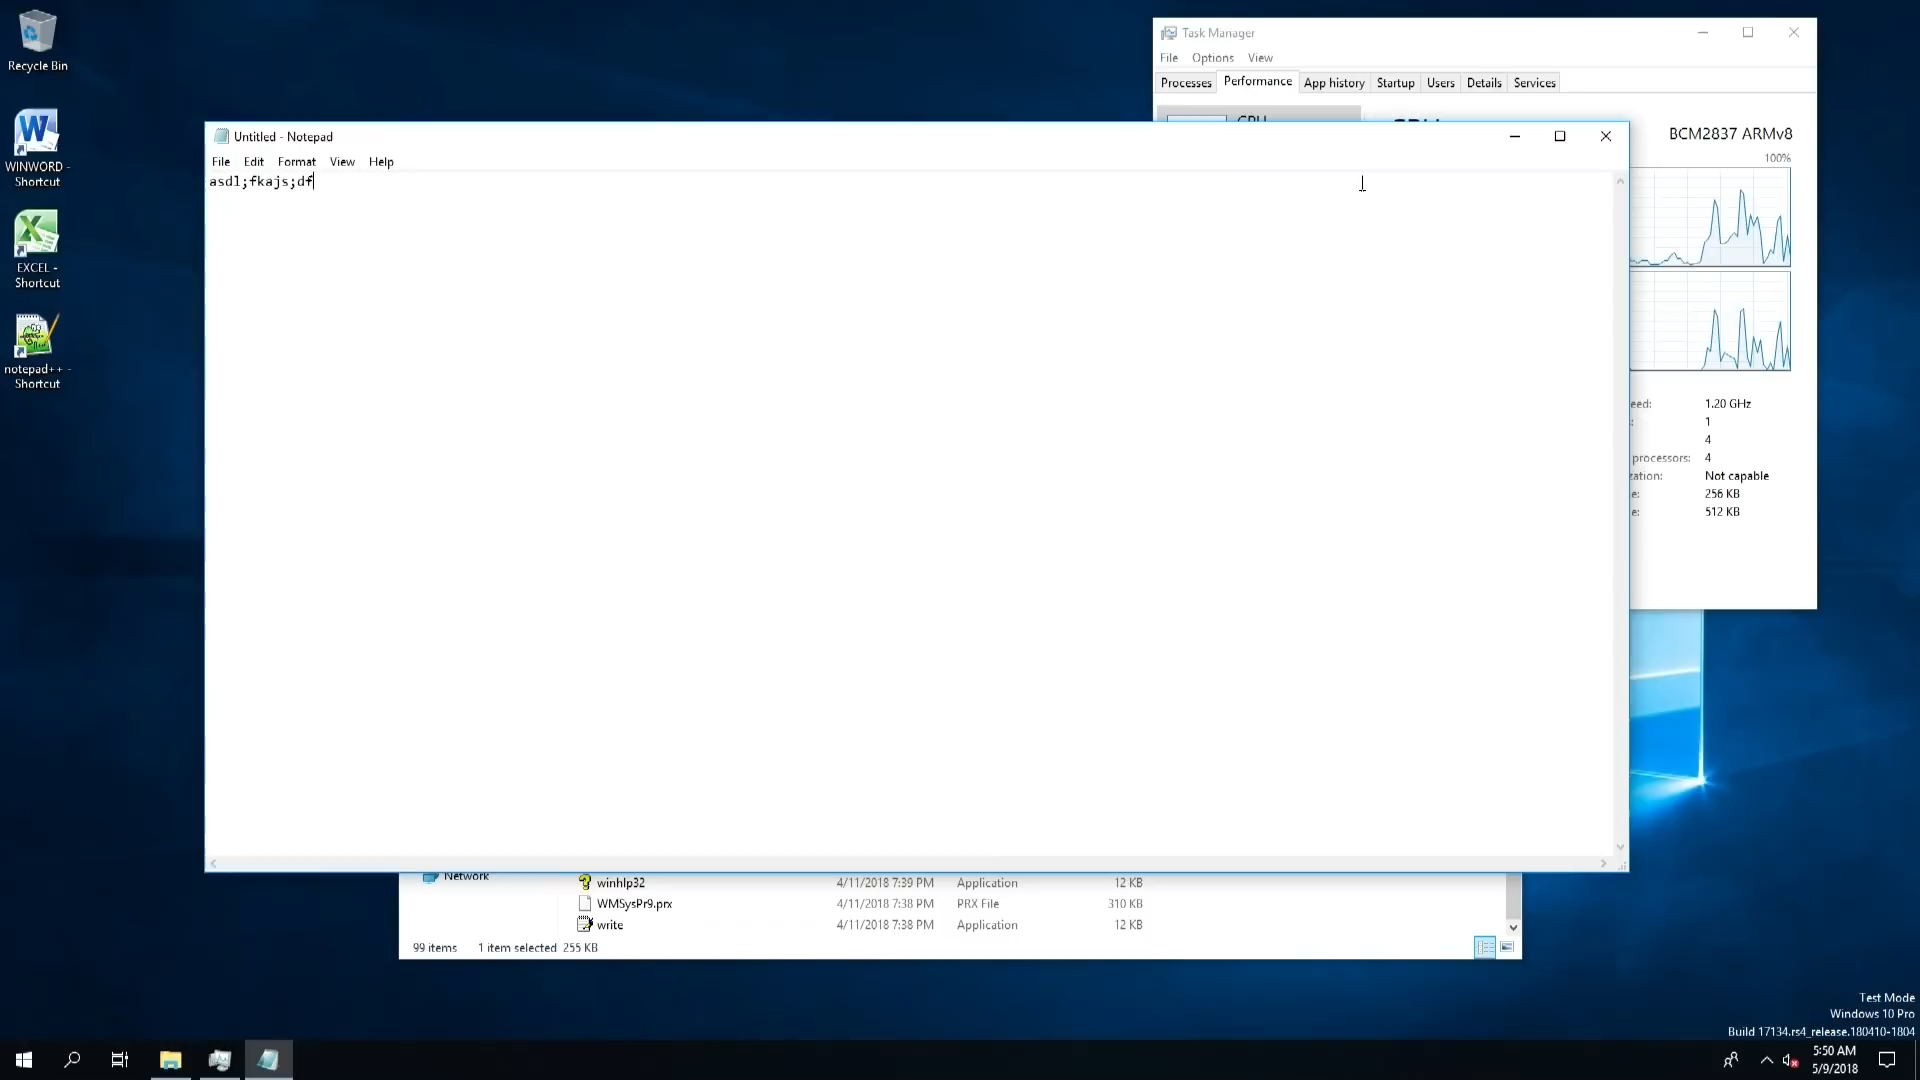 Recycle Bin
WINWORD -
Shortcut
EXCEL -
Shortcut
notepad++ -
Shortcut
Task Manager
File Options View
Processes Performance App history Startup Users Details Services
CPU
CPU
BCM2837 ARMv8
100%
Untitled - Notepad
File Edit Format View Help
asdl;fkajs;df
eed: 1.20 GHz
: 1
4
processors: 4
zation: Not capable
e: 256 KB
e: 512 KB
Network
winhlp32 4/11/2018 7:39 PM Application 12 KB
WMSysPr9.prx 4/11/2018 7:38 PM PRX File 310 KB
write 4/11/2018 7:38 PM Application 12 KB
99 items 1 item selected 255 KB
Test Mode
Windows 10 Pro
Build 17134.rs4_release.180410-1804
5:50 AM
5/9/2018